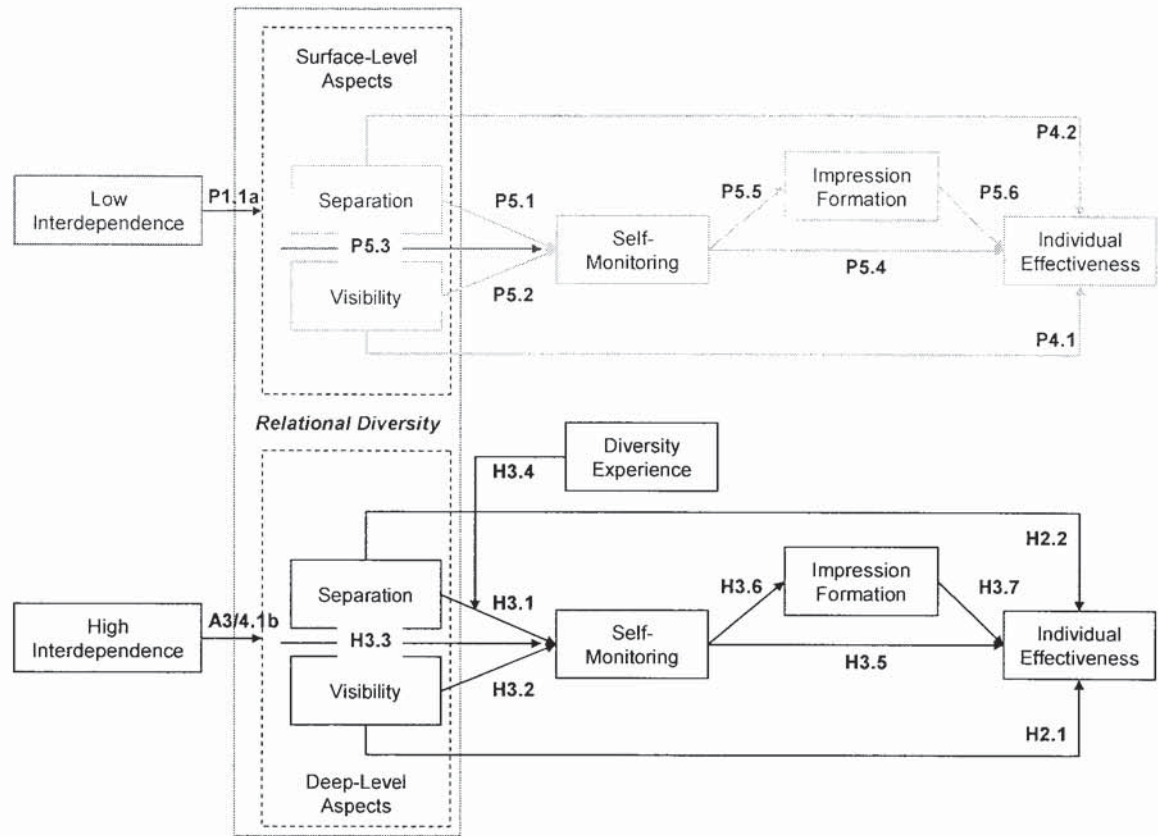 Surface-Level
Aspects
P4.2
Low
Interdependence
P1.1a
Separation
P5.1
P5.5
Impression
Formation
P5.6
P5.3
Self-
Monitoring
P5.4
Individual
Effectiveness
Visibility
P5.2
P4.1
Relational Diversity
Diversity
Experience
H3.4
H2.2
High
Interdependence
A3/4.1b
Separation
H3.1
H3.6
Impression
Formation
H3.7
H3.3
Self-
Monitoring
H3.5
Individual
Effectiveness
Visibility
H3.2
H2.1
Deep-Level
Aspects